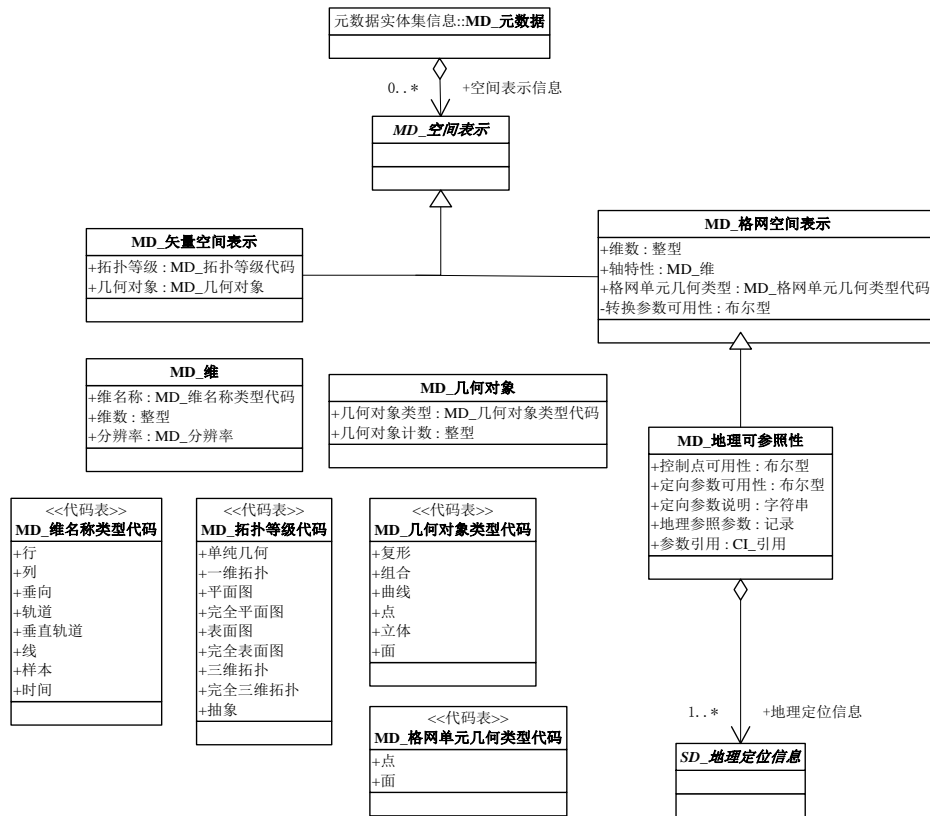 元数据实体集信息::MD_元数据
0..*
+空间表示信息
MD_空间表示
MD_矢量空间表示
+拓扑等级 : MD_拓扑等级代码
+几何对象 : MD_几何对象
MD_格网空间表示
+维数 : 整型
+轴特性 : MD_维
+格网单元几何类型 : MD_格网单元几何类型代码
-转换参数可用性 : 布尔型
MD_维
+维名称 : MD_维名称类型代码
+维数 : 整型
+分辨率 : MD_分辨率
MD_几何对象
+几何对象类型 : MD_几何对象类型代码
+几何对象计数 : 整型
MD_地理可参照性
+控制点可用性 : 布尔型
+定向参数可用性 : 布尔型
+定向参数说明 : 字符串
+地理参照参数 : 记录
+参数引用 : CI_引用
<<代码表>>
MD_维名称类型代码
+行
+列
+垂向
+轨道
+垂直轨道
+线
+样本
+时间
<<代码表>>
MD_拓扑等级代码
+单纯几何
+一维拓扑
+平面图
+完全平面图
+表面图
+完全表面图
+三维拓扑
+完全三维拓扑
+抽象
<<代码表>>
MD_几何对象类型代码
+复形
+组合
+曲线
+点
+立体
+面
<<代码表>>
MD_格网单元几何类型代码
+点
+面
1..*
+地理定位信息
SD_地理定位信息